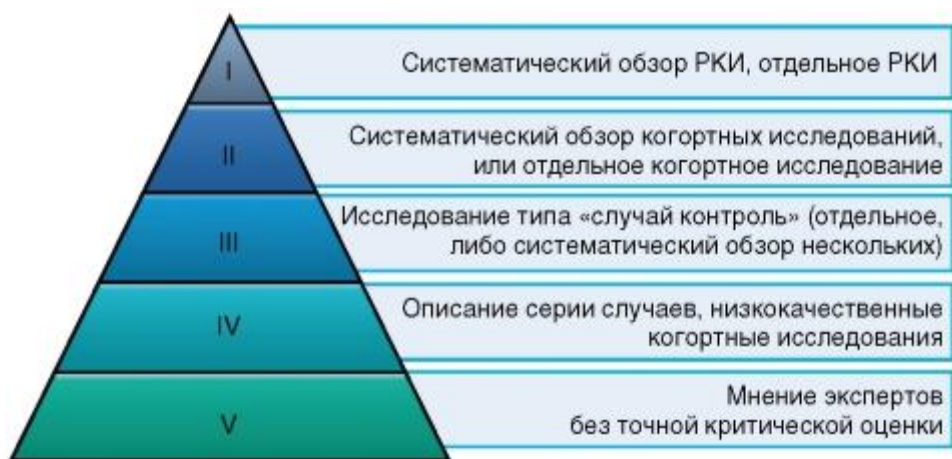 I
Систематический обзор РКИ, отдельное РКИ
II
Систематический обзор когортных исследований,
или отдельное когортное исследование
III
Исследование типа «случай контроль» (отдельное,
либо систематический обзор нескольких)
IV
Описание серии случаев, низкокачественные
когортные исследования
V
Мнение экспертов
без точной критической оценки